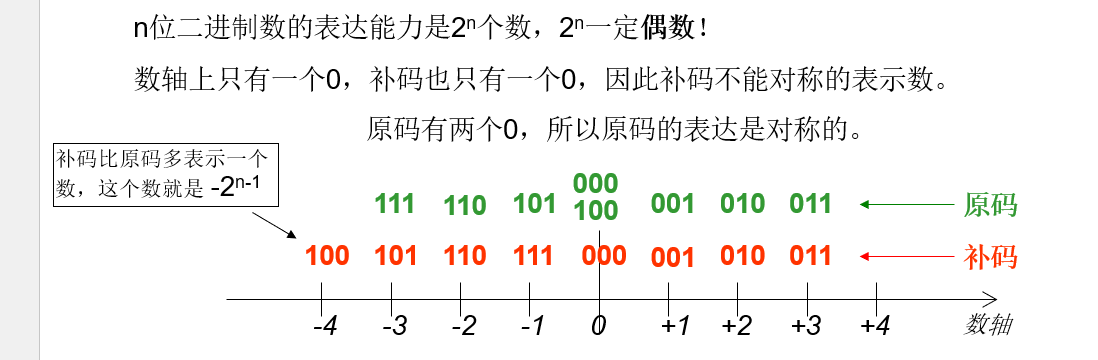 n位二进制数的表达能力是2ⁿ个数，2ⁿ一定偶数！
数轴上只有一个0，补码也只有一个0，因此补码不能对称的表示数。
原码有两个0，所以原码的表达是对称的。
补码比原码多表示一个
数，这个数就是 -2ⁿ⁻¹
000
111 110 101 100 001 010 011 原码
100 101 110 111 000 001 010 011 补码
-4 -3 -2 -1 0 +1 +2 +3 +4 数轴